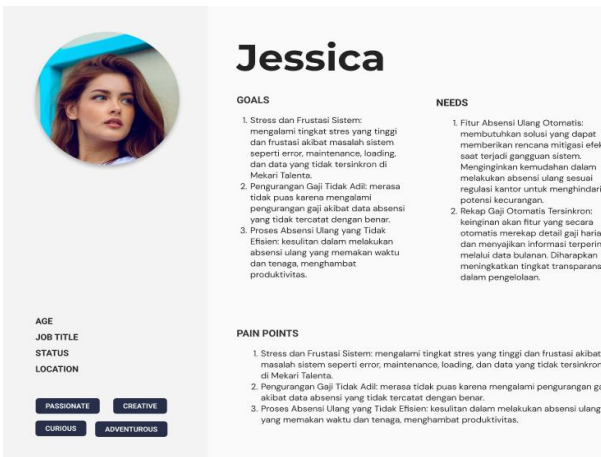 Jessica
GOALS
1. Stress dan Frustasi Sistem:
mengalami tingkat stres yang tinggi
dan frustasi akibat masalah sistem
seperti error, maintenance, loading,
dan data yang tidak tersinkron di
Mekari Talenta.
2. Pengurangan Gaji Tidak Adil: merasa
tidak puas karena mengalami
pengurangan gaji akibat data absensi
yang tidak tercatat dengan benar.
3. Proses Absensi Ulang yang Tidak
Efisien: kesulitan dalam melakukan
absensi ulang yang memakan waktu
dan tenaga, menghambat
produktivitas.
NEEDS
1. Fitur Absensi Ulang Otomatis:
membutuhkan solusi yang dapat
memberikan rencana mitigasi efek
saat terjadi gangguan sistem.
Menginginkan kemudahan dalam
melakukan absensi ulang sesuai
regulasi kantor untuk menghindari
potensi kecurangan.
2. Rekap Gaji Otomatis Tersinkron:
keinginan akan fitur yang secara
otomatis merekap detail gaji haria
dan menyajikan informasi terperin
melalui data bulanan. Diharapkan
meningkatkan tingkat transparans
dalam pengelolaan.
AGE
JOB TITLE
STATUS
LOCATION
PASSIONATE CREATIVE
CURIOUS ADVENTUROUS
PAIN POINTS
1. Stress dan Frustasi Sistem: mengalami tingkat stres yang tinggi dan frustasi akibat
masalah sistem seperti error, maintenance, loading, dan data yang tidak tersinkron
di Mekari Talenta.
2. Pengurangan Gaji Tidak Adil: merasa tidak puas karena mengalami pengurangan ga
akibat data absensi yang tidak tercatat dengan benar.
3. Proses Absensi Ulang yang Tidak Efisien: kesulitan dalam melakukan absensi ulang
yang memakan waktu dan tenaga, menghambat produktivitas.